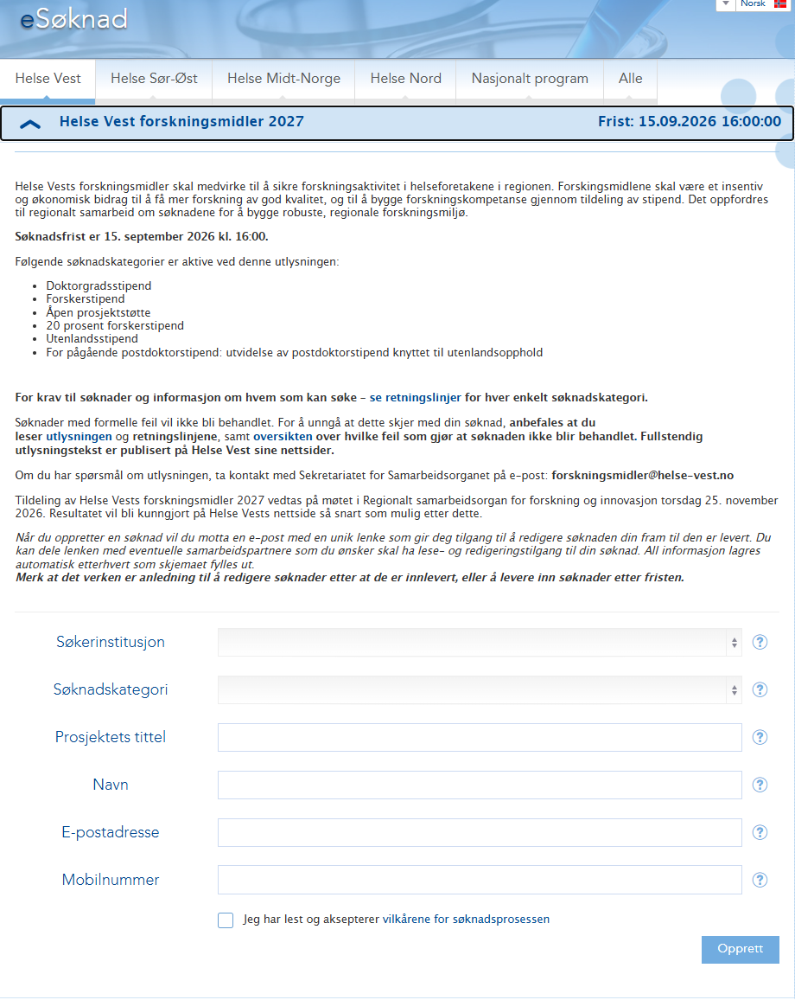 eSøknad
Norsk
Helse Vest
Helse Sør-Øst
Helse Midt-Norge
Helse Nord
Nasjonalt program
Alle
Helse Vest forskningsmidler 2027
Frist: 15.09.2026 16:00:00
Helse Vests forskningsmidler skal medvirke til å sikre forskningsaktivitet i helseforetakene i regionen. Forskingsmidlene skal være et insentiv
og økonomisk bidrag til å få mer forskning av god kvalitet, og til å bygge forskningskompetanse gjennom tildeling av stipend. Det oppfordres
til regionalt samarbeid om søknadene for å bygge robuste, regionale forskningsmiljø.
Søknadsfrist er 15. september 2026 kl. 16:00.
Følgende søknadskategorier er aktive ved denne utlysningen:
• Doktorgradsstipend
• Forskerstipend
• Åpen prosjektstøtte
• 20 prosent forskerstipend
• Utenlandsstipend
• For pågående postdoktorstipend: utvidelse av postdoktorstipend knyttet til utenlandsopphold
For krav til søknader og informasjon om hvem som kan søke – se retningslinjer for hver enkelt søknadskategori.
Søknader med formelle feil vil ikke bli behandlet. For å unngå at dette skjer med din søknad, anbefales at du
leser utlysningen og retningslinjene, samt oversikten over hvilke feil som gjør at søknaden ikke blir behandlet. Fullstendig
utlysningstekst er publisert på Helse Vest sine nettsider.
Om du har spørsmål om utlysningen, ta kontakt med Sekretariatet for Samarbeidsorganet på e-post: forskningsmidler@helse-vest.no
Tildeling av Helse Vests forskningsmidler 2027 vedtas på møtet i Regionalt samarbeidsorgan for forskning og innovasjon torsdag 25. november
2026. Resultatet vil bli kunngjort på Helse Vests nettside så snart som mulig etter dette.
Når du oppretter en søknad vil du motta en e-post med en unik lenke som gir deg tilgang til å redigere søknaden din fram til den er levert. Du
kan dele lenken med eventuelle samarbeidspartnere som du ønsker skal ha lese- og redigeringstilgang til din søknad. All informasjon lagres
automatisk etterhvert som skjemaet fylles ut.
Merk at det verken er anledning til å redigere søknader etter at de er innlevert, eller å levere inn søknader etter fristen.
Søkerinstitusjon ?
Søknadskategori ?
Prosjektets tittel ?
Navn ?
E-postadresse ?
Mobilnummer ?
Jeg har lest og aksepterer vilkårene for søknadsprosessen
Opprett